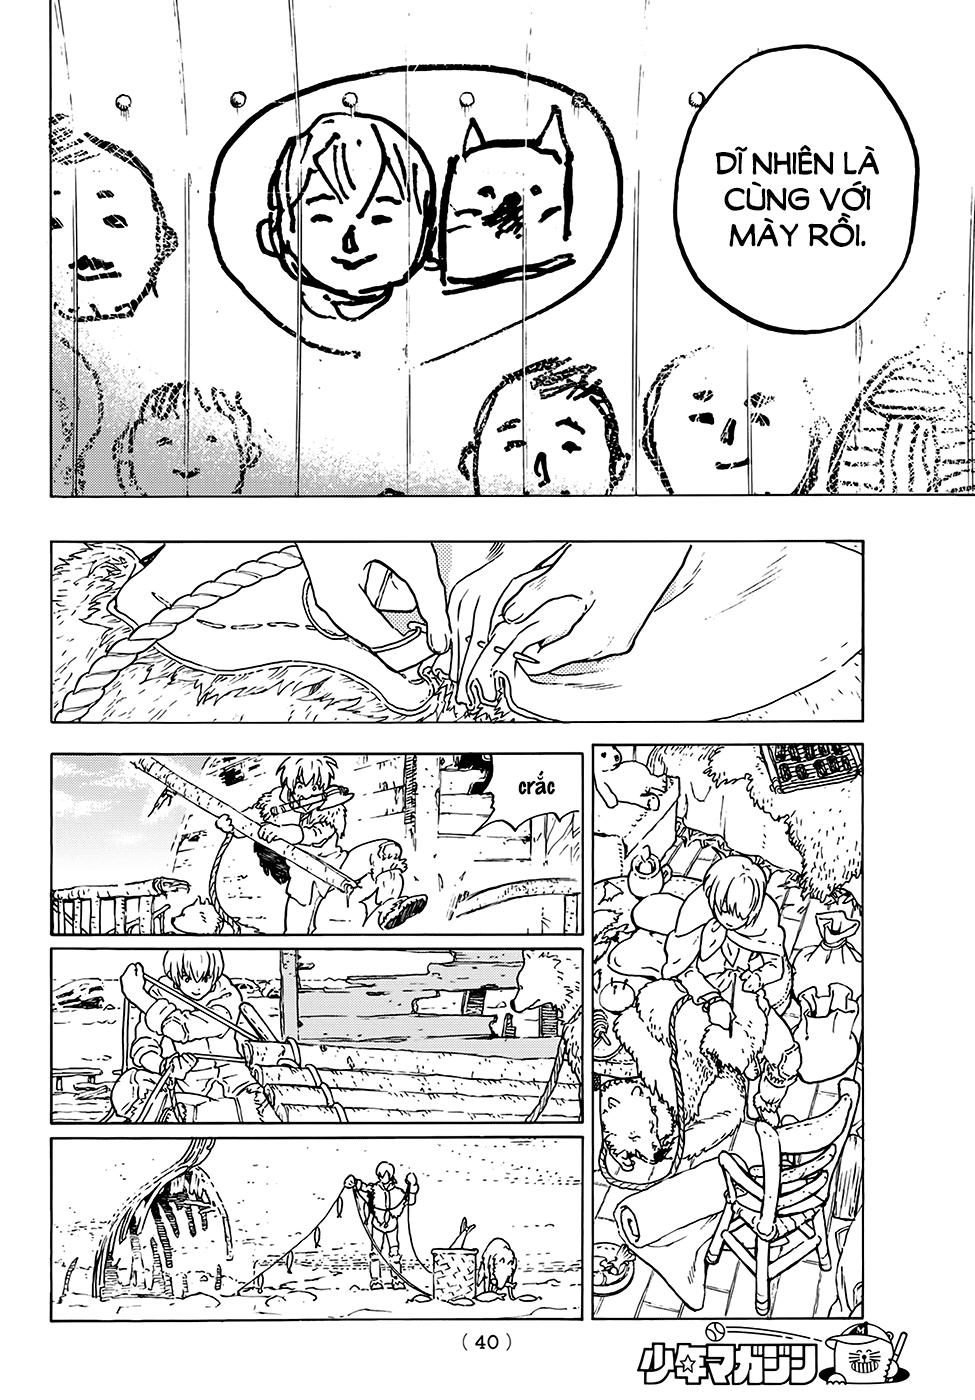 DĨ NHIÊN LÀ
CÙNG VỚI
MÀY RỒI.
crắc
(40)
少年マガジン
M